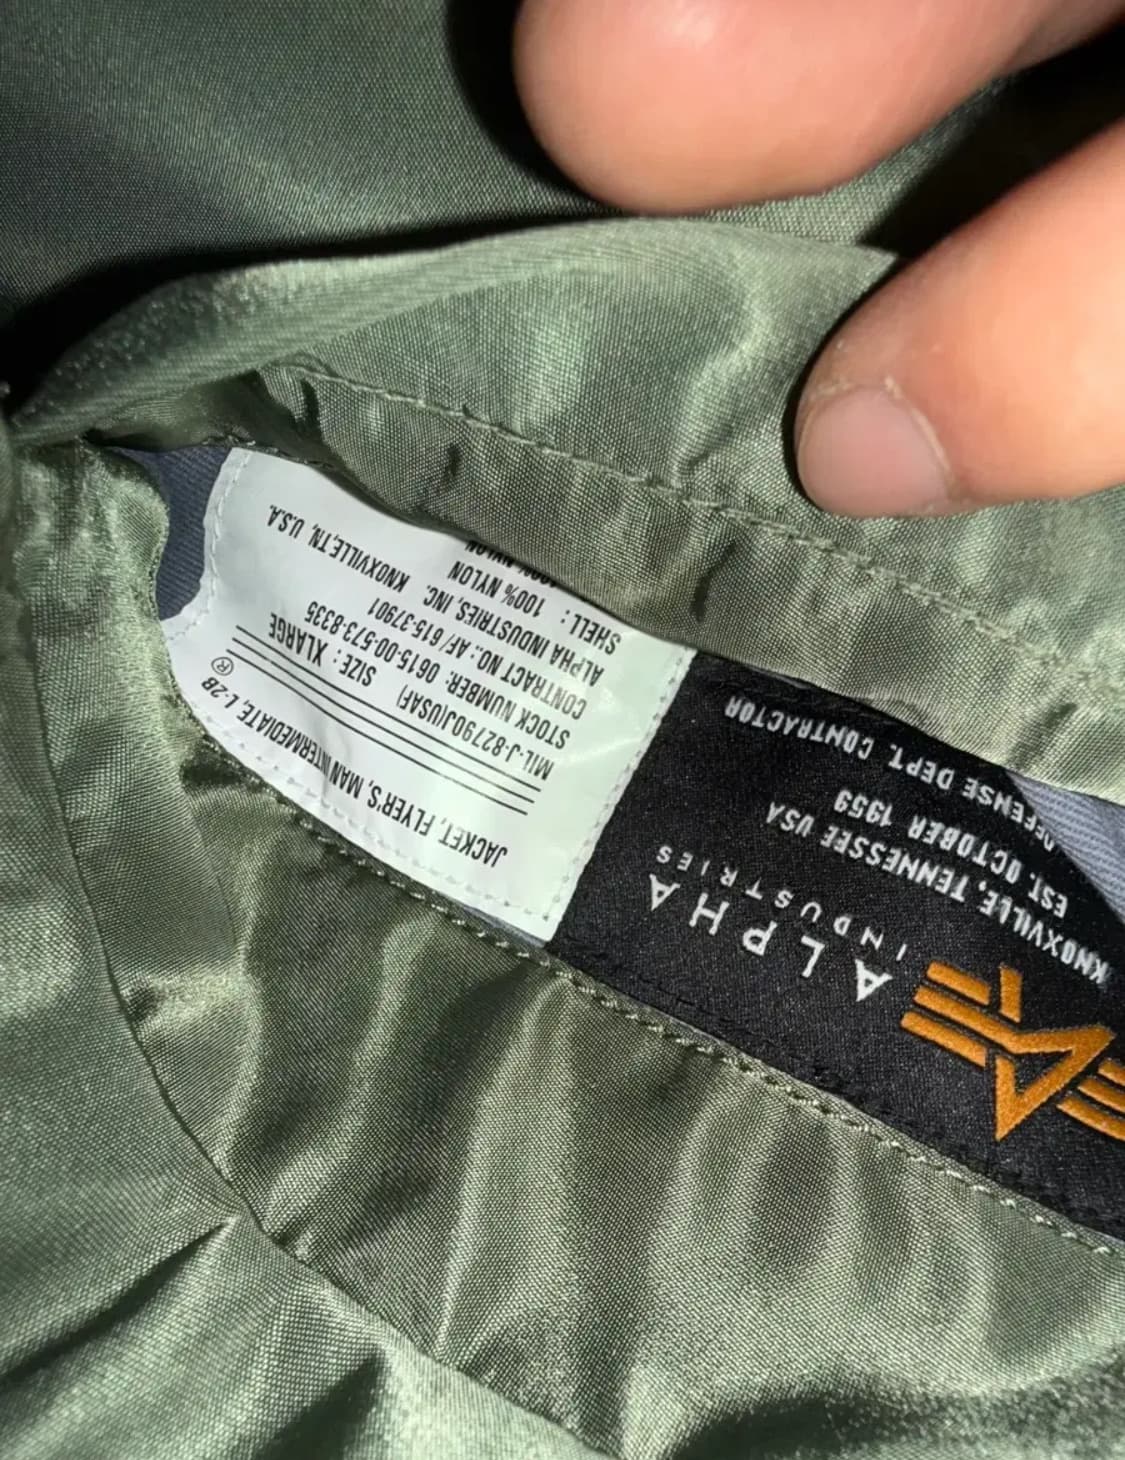 JACKET, FLYER'S, MAN INTERMEDIATE, L-2B
®
MIL-J-82790J(USAF)
SIZE : XLARGE
STOCK NUMBER: 0615-00-573-8335
CONTRACT NO.: AF/ 615-37901
ALPHA INDUSTRIES, INC. KNOXVILLE,TN, U.S.A.
SHELL : 100% NYLON
100% NYLON
ALPHA
INDUSTRIES
KNOXVILLE, TENNESSEE USA
EST. OCTOBER 1959
DEFENSE DEPT. CONTRACTOR